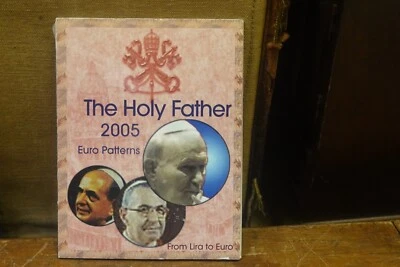 The Holy Father
2005
Euro Patterns
From Lira to Euro